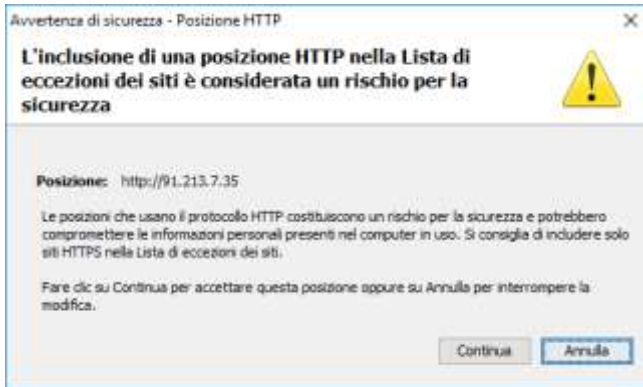 Avvertenza di sicurezza - Posizione HTTP
L'inclusione di una posizione HTTP nella Lista di
eccezioni dei siti è considerata un rischio per la
sicurezza
Posizione: http://91.213.7.35
Le posizioni che usano il protocollo HTTP costituiscono un rischio per la sicurezza e potrebbero
compromettere le informazioni personali presenti nel computer in uso. Si consiglia di includere solo
siti HTTPS nella Lista di eccezioni dei siti.
Fare clic su Continua per accettare questa posizione oppure su Annulla per interrompere la
modifica.
Continua Annulla